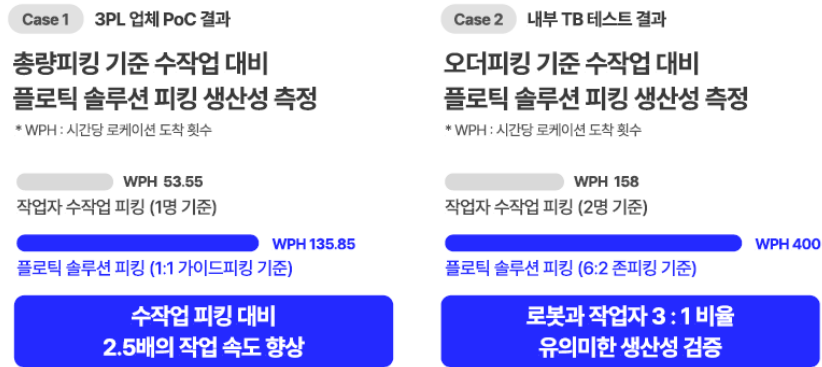 Case 1 3PL 업체 PoC 결과
총량피킹 기준 수작업 대비
플로틱 솔루션 피킹 생산성 측정
* WPH : 시간당 로케이션 도착 횟수
WPH 53.55
작업자 수작업 피킹 (1명 기준)
WPH 135.85
플로틱 솔루션 피킹 (1:1 가이드피킹 기준)
수작업 피킹 대비
2.5배의 작업 속도 향상
Case 2 내부 TB 테스트 결과
오더피킹 기준 수작업 대비
플로틱 솔루션 피킹 생산성 측정
* WPH : 시간당 로케이션 도착 횟수
WPH 158
작업자 수작업 피킹 (2명 기준)
WPH 400
플로틱 솔루션 피킹 (6:2 존피킹 기준)
로봇과 작업자 3 : 1 비율
유의미한 생산성 검증